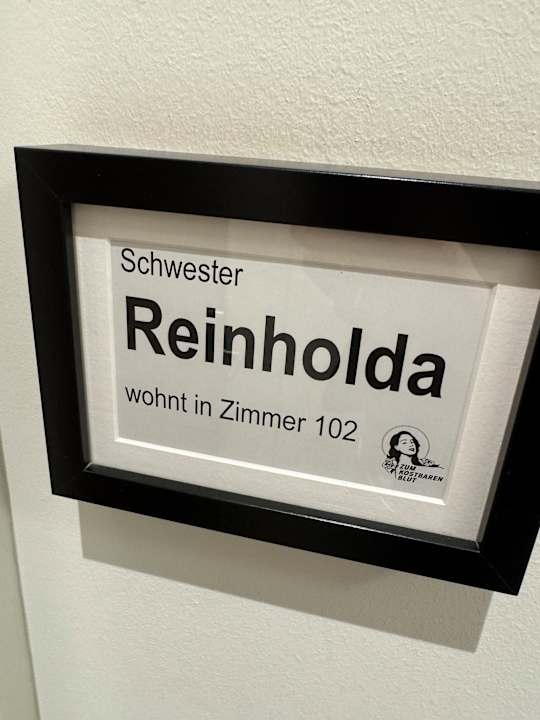 Schwester
Reinholda
wohnt in Zimmer 102
ZUM
KOSTBAREN
BLUT